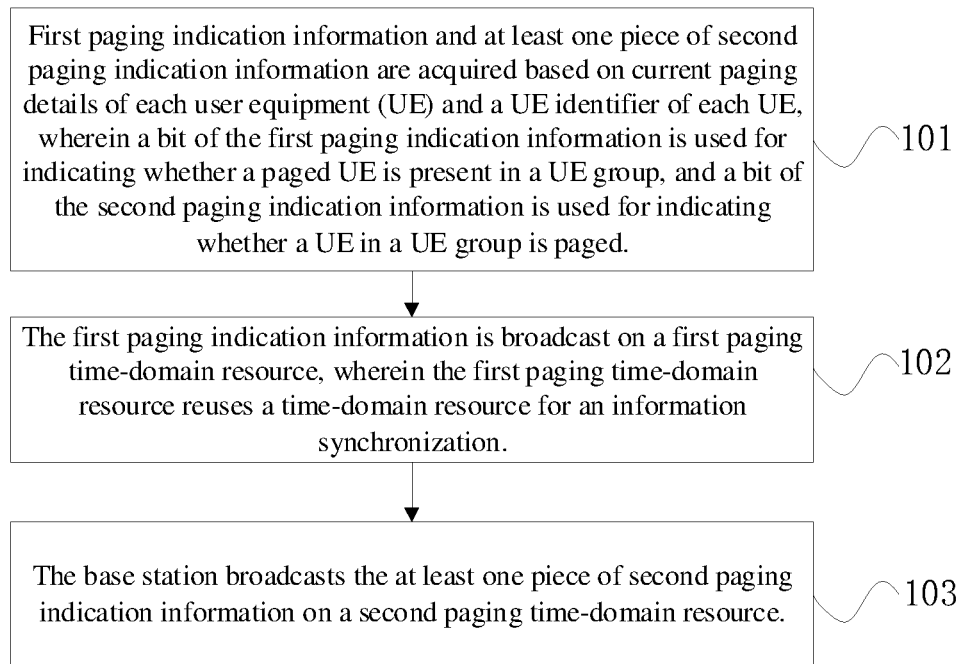 First paging indication information and at least one piece of second
paging indication information are acquired based on current paging
details of each user equipment (UE) and a UE identifier of each UE,
wherein a bit of the first paging indication information is used for
indicating whether a paged UE is present in a UE group, and a bit of
the second paging indication information is used for indicating
whether a UE in a UE group is paged.
101
The first paging indication information is broadcast on a first paging
time-domain resource, wherein the first paging time-domain
resource reuses a time-domain resource for an information
synchronization.
102
The base station broadcasts the at least one piece of second paging
indication information on a second paging time-domain resource.
103